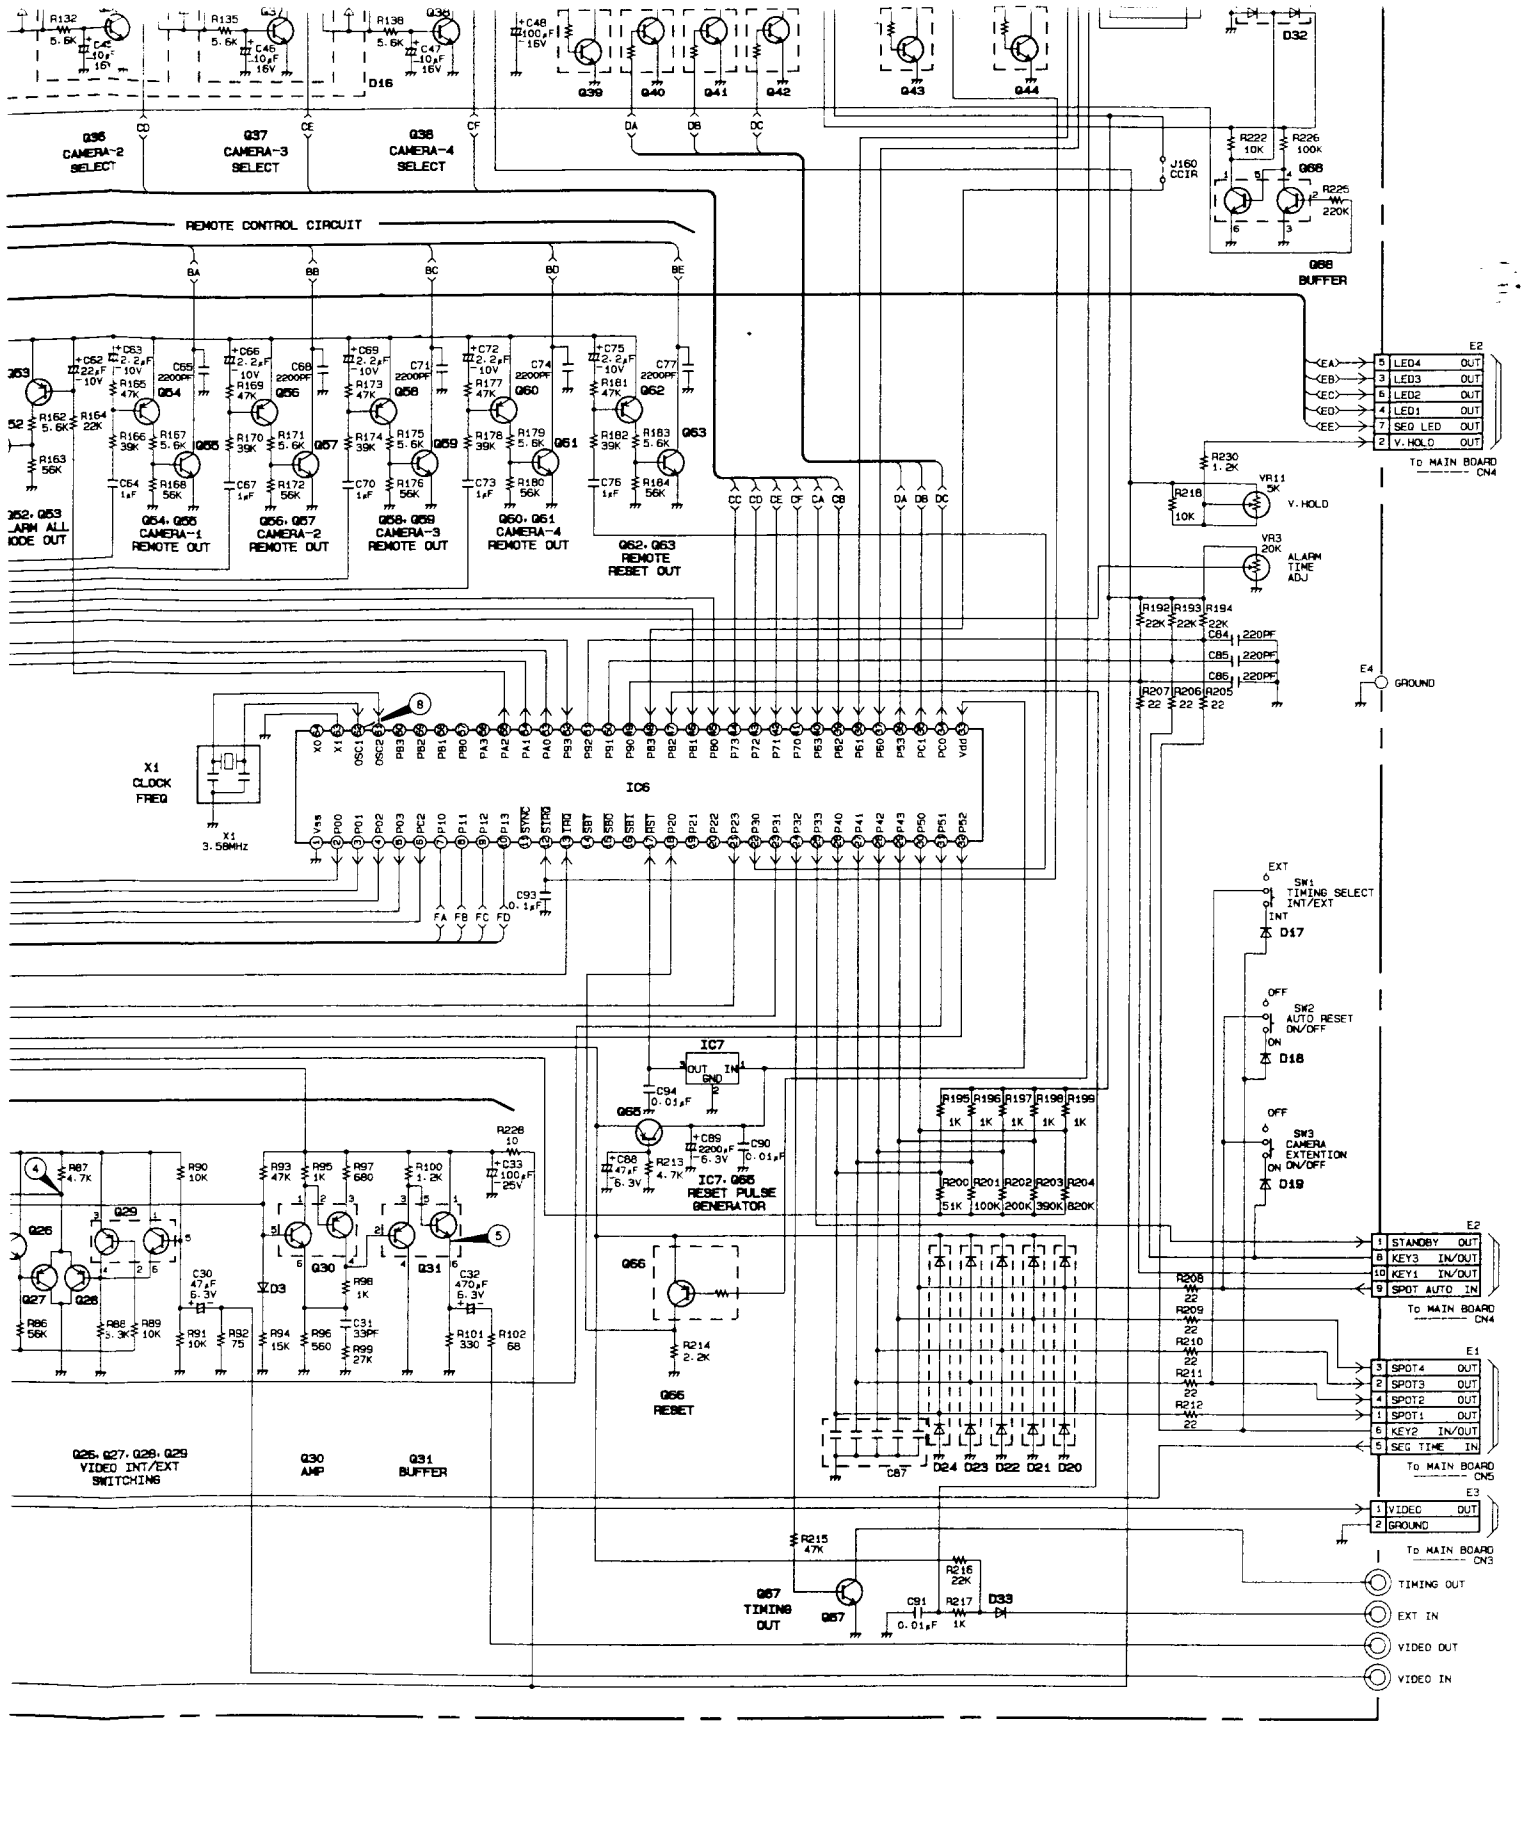 R132
5.6K
10µF
16V
R135
5.6K
Q37
C46
10µF
16V
R138
5.6K
Q38
C47
10µF
16V
D16
C48
100µF
16V
Q39
Q40
Q41
Q42
Q43
Q44
D32
CD
CE
CF
DA
DB
DC
Q36
CAMERA-2
SELECT
Q37
CAMERA-3
SELECT
Q38
CAMERA-4
SELECT
J160
CCIR
R222
10K
R226
100K
Q68
R225
220K
1
5
4
2
6
3
Q68
BUFFER
REMOTE CONTROL CIRCUIT
BA
BB
BC
BD
BE
Q53
C62
22µF
10V
C63
2.2µF
10V
R165
47K
Q54
C65
2200PF
C66
2.2µF
10V
R169
47K
Q56
C68
2200PF
C69
2.2µF
10V
R173
47K
Q58
C71
2200PF
C72
2.2µF
10V
R177
47K
Q60
C74
2200PF
C75
2.2µF
10V
R181
47K
Q62
C77
2200PF
R162
5.6K
R164
22K
R163
56K
R166
39K
R167
5.6K
Q55
R168
56K
C64
1µF
R170
39K
R171
5.6K
Q57
R172
56K
C67
1µF
R174
39K
R175
5.6K
Q59
R176
56K
C70
1µF
R178
39K
R179
5.6K
Q61
R180
56K
C73
1µF
R182
39K
R183
5.6K
Q63
R184
56K
C76
1µF
Q52, Q53
LARM ALL
MODE OUT
Q54, Q55
CAMERA-1
REMOTE OUT
Q56, Q57
CAMERA-2
REMOTE OUT
Q58, Q59
CAMERA-3
REMOTE OUT
Q60, Q61
CAMERA-4
REMOTE OUT
Q62, Q63
REMOTE
RESET OUT
CC CD CE CF CA CB DA DB DC
E2
EA 5 LED4 OUT
EB 3 LED3 OUT
EC 6 LED2 OUT
ED 4 LED1 OUT
EE 7 SEQ LED OUT
2 V.HOLD OUT
To MAIN BOARD
CN4
R230
1.2K
R218
10K
VR11
5K
V.HOLD
VR3
20K
ALARM
TIME
ADJ
R192 R193 R194
22K 22K 22K
C84 220PF
C85 220PF
C86 220PF
R207 R206 R205
22 22 22
E4
GROUND
8
X1
CLOCK
FREQ
X1
3.58MHz
X0 X1 OSC1 OSC2 PB3 PB2 PB1 PB0 PA3 PA2 PA1 PA0 P93 P92 P91 P90 P83 P82 P81 P80 P73 P72 P71 P70 P63 P62 P61 P60 P53 PC1 PC0 Vdd
IC6
Vss P00 P01 P02 P03 PC2 P10 P11 P12 P13 SYNC SIRQ IRQ SBT SBO SBI RST P20 P21 P22 P23 P30 P31 P32 P33 P40 P41 P42 P43 P50 P51 P52
C93
0.1µF
FA FB FC FD
EXT
SW1
TIMING SELECT
INT/EXT
INT
D17
OFF
SW2
AUTO RESET
ON/OFF
ON
D18
OFF
SW3
CAMERA
EXTENTION
ON/OFF
ON
D19
IC7
3 OUT IN 1
GND
2
C94
0.01µF
Q65
C89
2200µF
6.3V
C90
0.01µF
C88
47µF
6.3V
R213
4.7K
IC7, Q65
RESET PULSE
GENERATOR
R195 R196 R197 R198 R199
1K 1K 1K 1K 1K
R200 R201 R202 R203 R204
51K 100K 200K 390K 820K
4
R87
4.7K
Q26
Q27
Q28
Q29
R86
56K
R88
3.3K
R89
10K
R90
10K
C30
47µF
6.3V
R91
10K
R92
75
R93
47K
D3
R94
15K
R95
1K
R97
680
Q30
R98
1K
C31
33PF
R96
560
R99
27K
R100
1.2K
Q31
R228
10
C33
100µF
25V
5
C32
470µF
6.3V
R101
330
R102
68
Q26, Q27, Q28, Q29
VIDEO INT/EXT
SWITCHING
Q30
AMP
Q31
BUFFER
Q66
R214
2.2K
Q66
RESET
C87
D24 D23 D22 D21 D20
R208
22
R209
22
R210
22
R211
22
R212
22
E2
1 STANDBY OUT
8 KEY3 IN/OUT
10 KEY1 IN/OUT
9 SPOT AUTO IN
To MAIN BOARD
CN4
E1
3 SPOT4 OUT
2 SPOT3 OUT
4 SPOT2 OUT
1 SPOT1 OUT
6 KEY2 IN/OUT
5 SEG TIME IN
To MAIN BOARD
CN5
E3
1 VIDEO OUT
2 GROUND
To MAIN BOARD
CN3
R215
47K
R216
22K
Q67
TIMING
OUT
Q67
C91
0.01µF
R217
1K
D33
TIMING OUT
EXT IN
VIDEO OUT
VIDEO IN